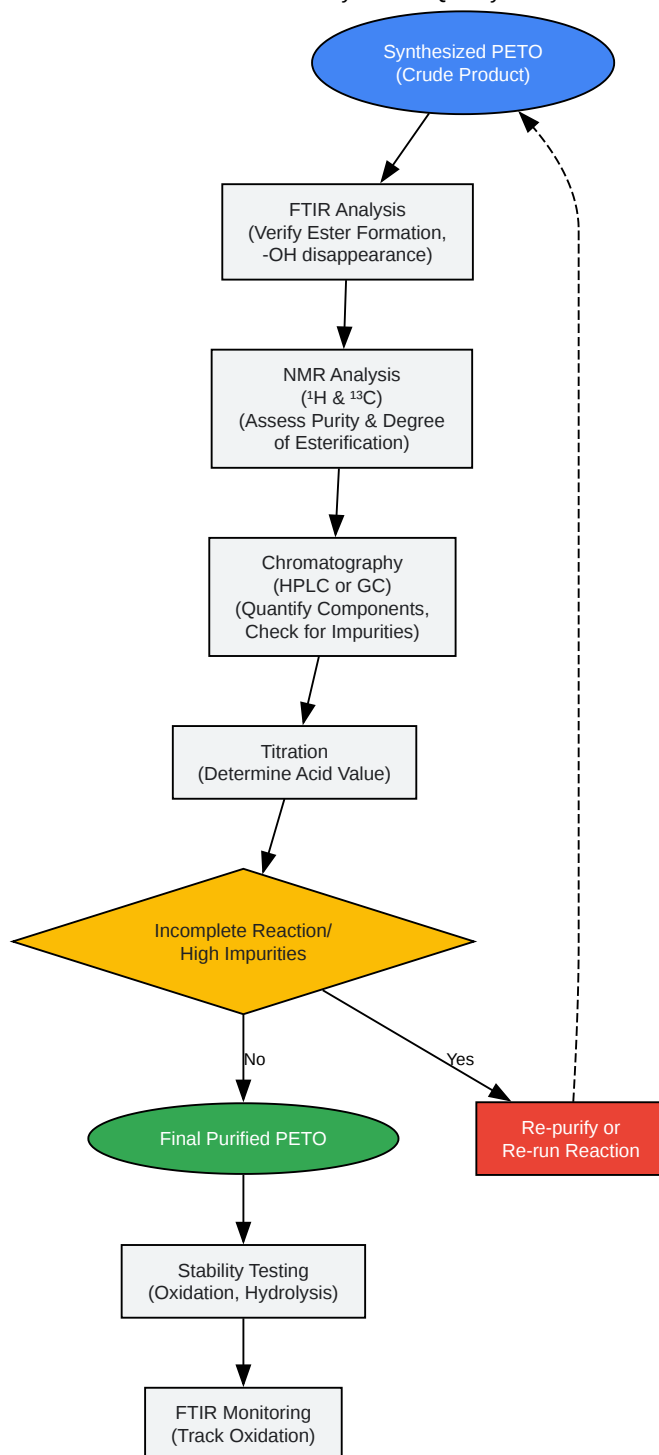 Synthesized PETO
(Crude Product)
FTIR Analysis
(Verify Ester Formation,
-OH disappearance)
NMR Analysis
(¹H & ¹³C)
(Assess Purity & Degree
of Esterification)
Chromatography
(HPLC or GC)
(Quantify Components,
Check for Impurities)
Titration
(Determine Acid Value)
Incomplete Reaction/
High Impurities
No
Yes
Final Purified PETO
Re-purify or
Re-run Reaction
Stability Testing
(Oxidation, Hydrolysis)
FTIR Monitoring
(Track Oxidation)